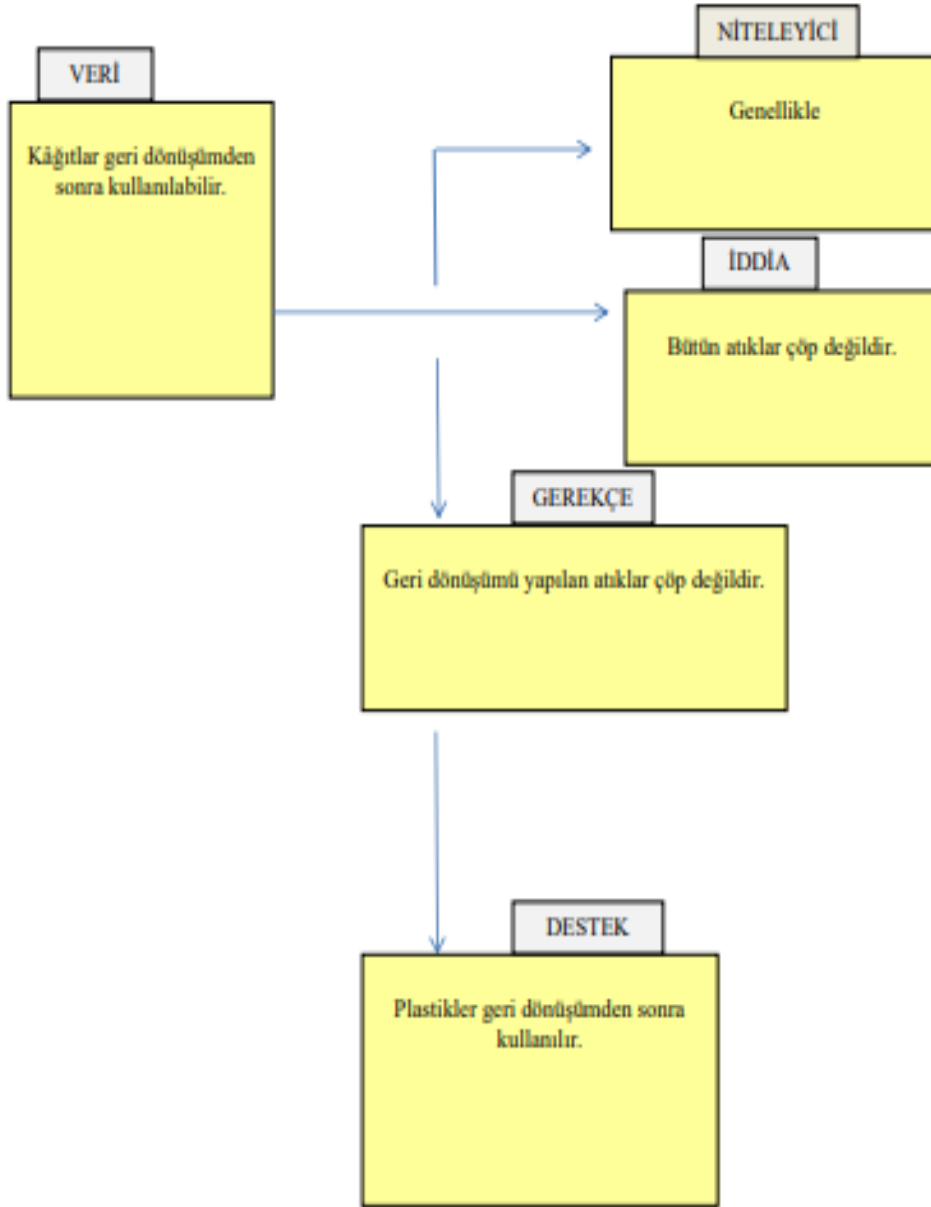 VERİ
Kâğıtlar geri dönüşümden
sonra kullanılabilir.
NİTELEYİCİ
Genellikle
İDDİA
Bütün atıklar çöp değildir.
GEREKÇE
Geri dönüşümü yapılan atıklar çöp değildir.
DESTEK
Plastikler geri dönüşümden sonra
kullanılır.